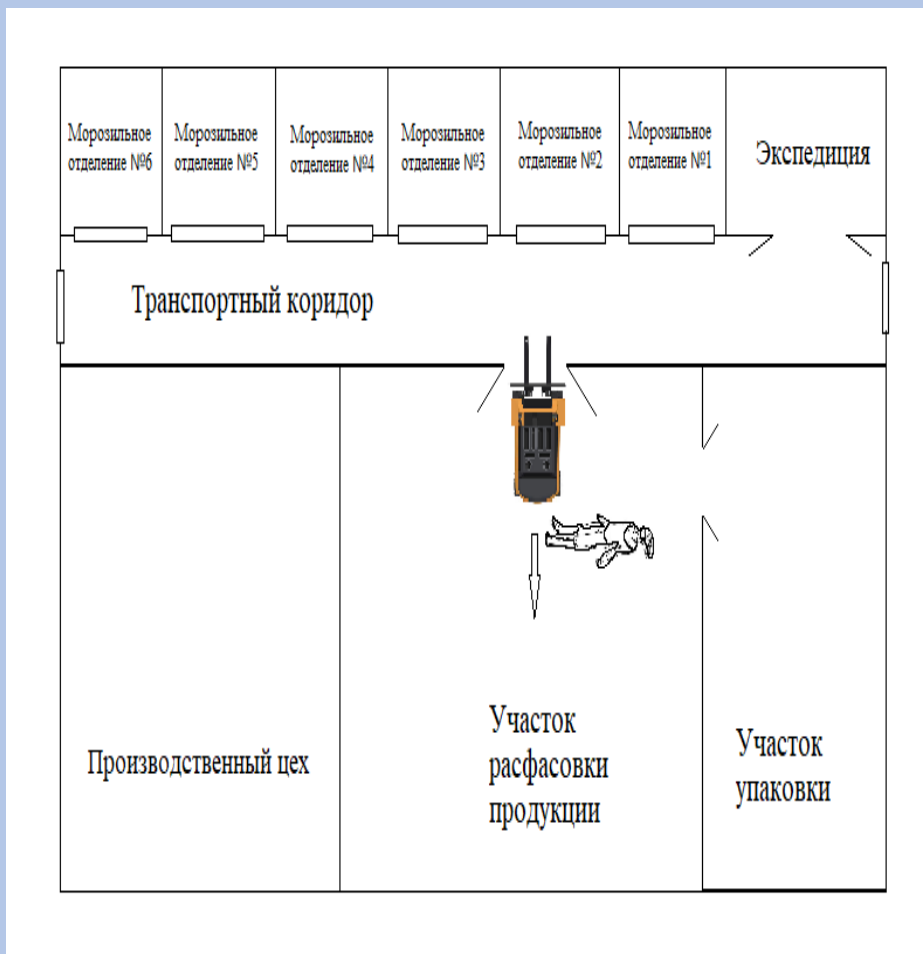 Морозильное
отделение №6
Морозильное
отделение №5
Морозильное
отделение №4
Морозильное
отделение №3
Морозильное
отделение №2
Морозильное
отделение №1
Экспедиция
Транспортный коридор
Производственный цех
Участок
расфасовки
продукции
Участок
упаковки